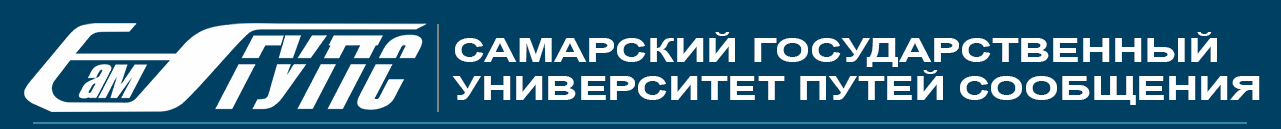 СамГУПС
САМАРСКИЙ ГОСУДАРСТВЕННЫЙ
УНИВЕРСИТЕТ ПУТЕЙ СООБЩЕНИЯ